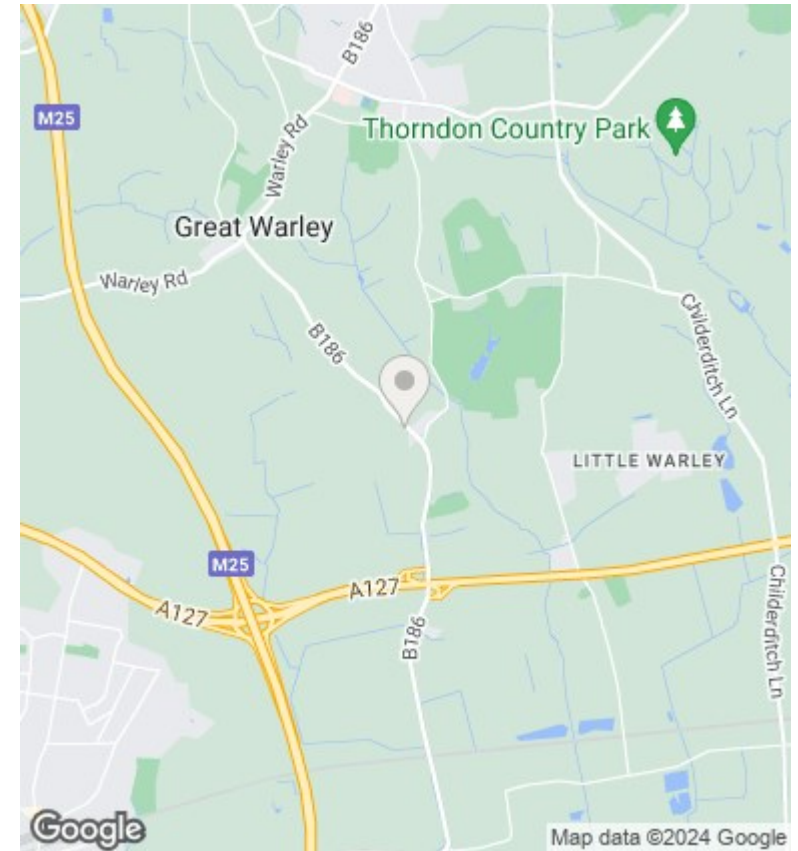 B186
M25
Thorndon Country Park
Warley Rd
Great Warley
Warley Rd
B186
Childerditch Ln
LITTLE WARLEY
M25
A127
A127
Childerditch Ln
B186
Google
Map data ©2024 Google